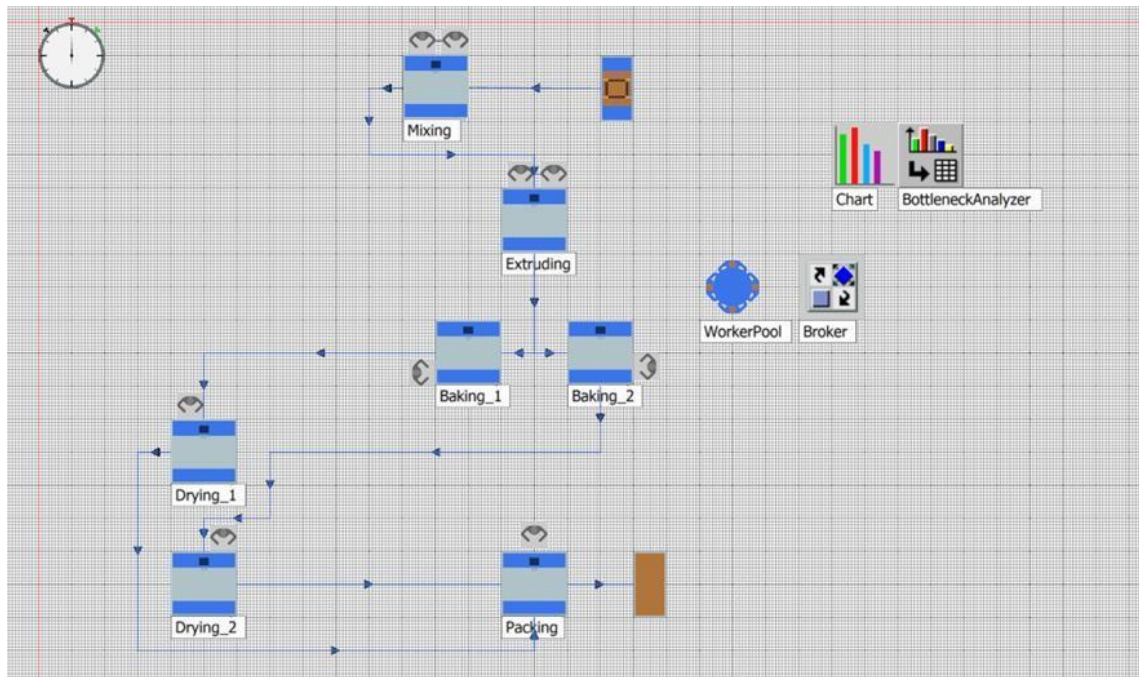 Mixing
Chart
BottleneckAnalyzer
Extruding
WorkerPool
Broker
Baking_1
Baking_2
Drying_1
Drying_2
Packing